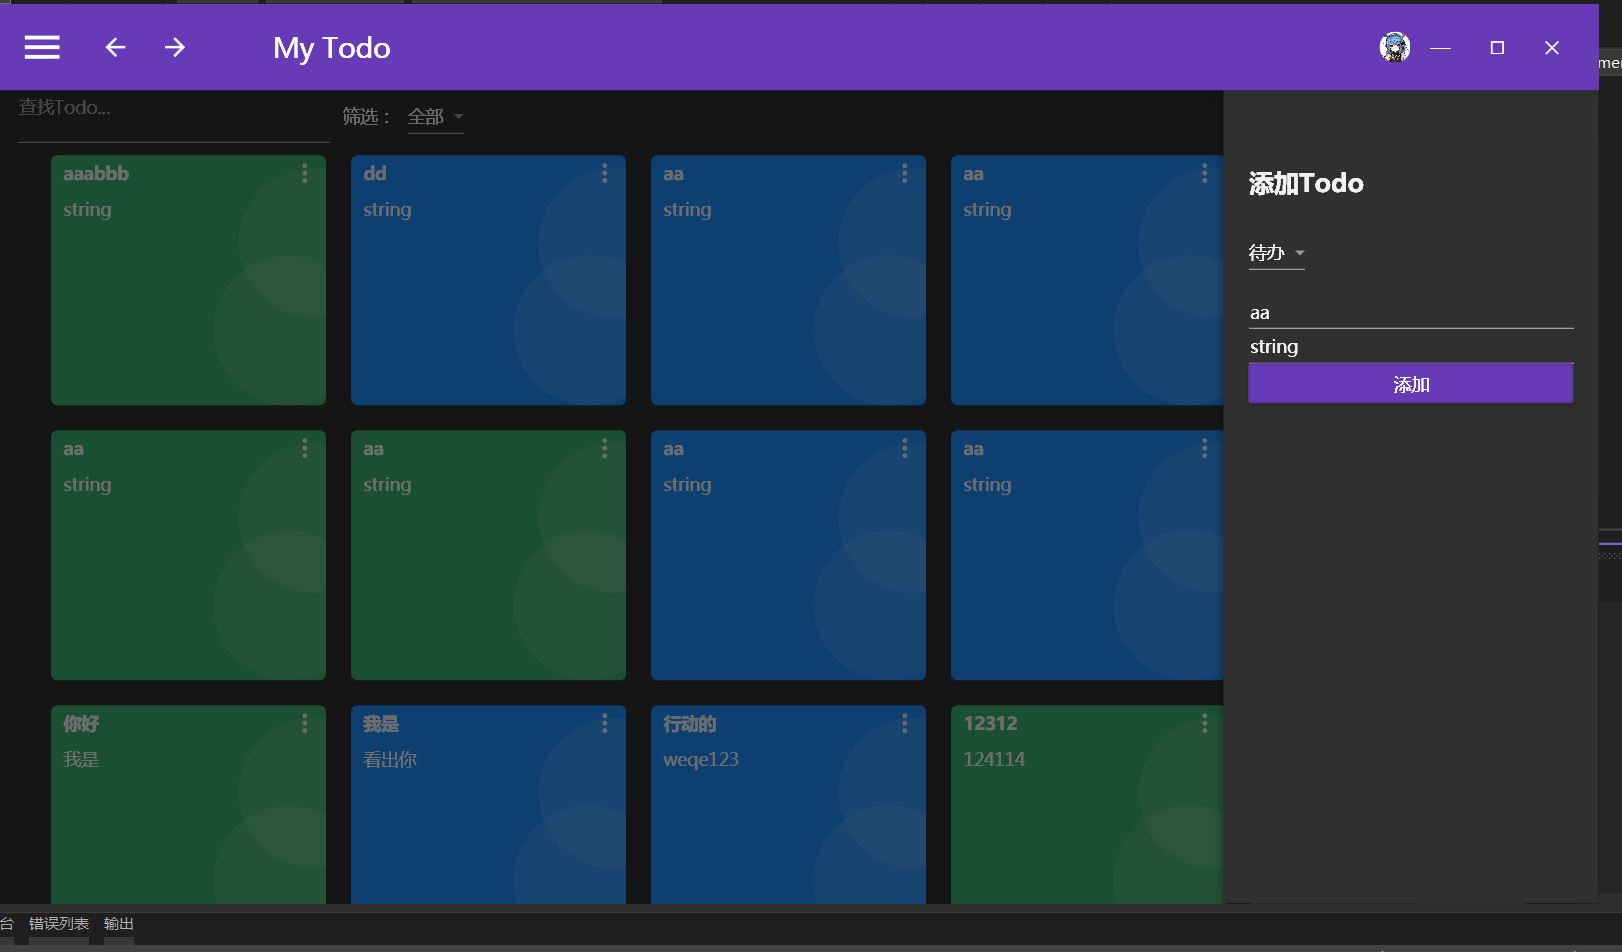 My Todo
men
查找Todo...
筛选： 全部
aaabbb
string
dd
string
aa
string
aa
string
aa
string
aa
string
aa
string
aa
string
你好
我是
我是
看出你
行动的
weqe123
12312
124114
添加Todo
待办
aa
string
添加
台 错误列表 输出